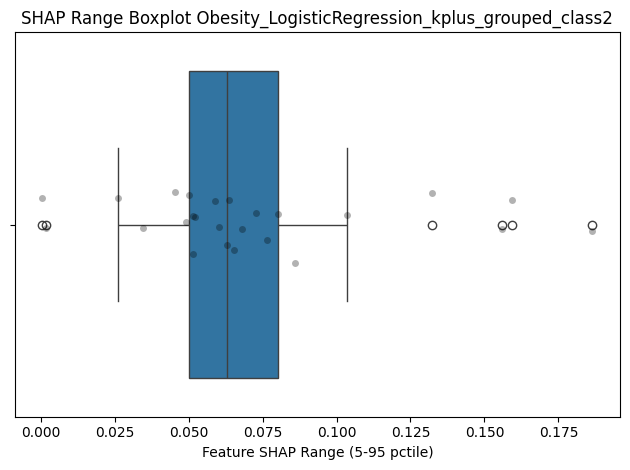 SHAP Range Boxplot Obesity_LogisticRegression_kplus_grouped_class2
0.000 0.025 0.050 0.075 0.100 0.125 0.150 0.175
Feature SHAP Range (5-95 pctile)